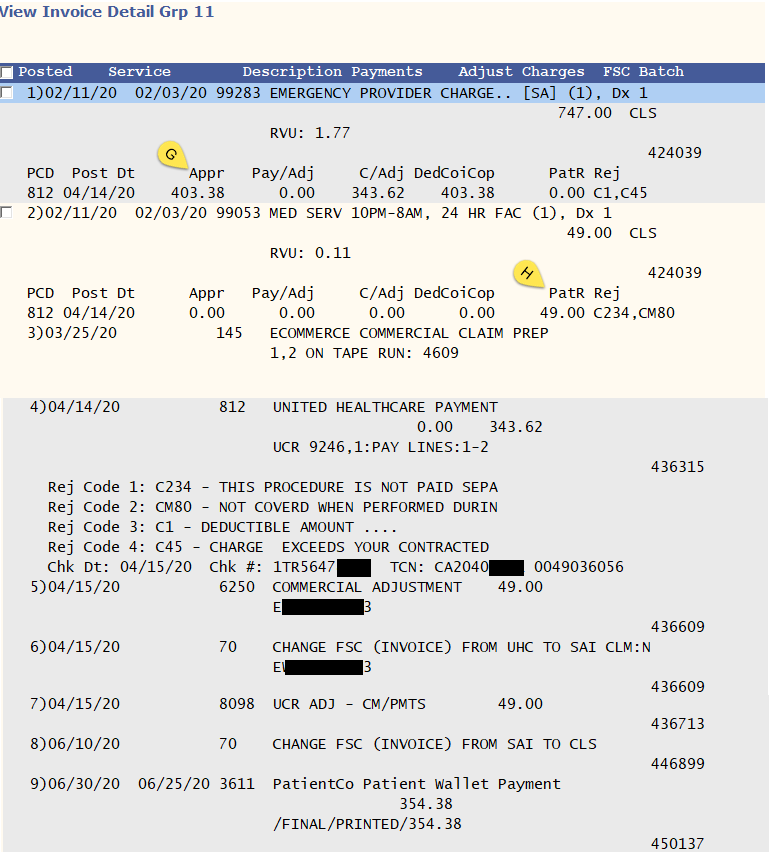 View Invoice Detail Grp 11
Posted Service Description Payments Adjust Charges FSC Batch
1)02/11/20 02/03/20 99283 EMERGENCY PROVIDER CHARGE.. [SA] (1), Dx 1
747.00 CLS
RVU: 1.77
G
424039
PCD Post Dt Appr Pay/Adj C/Adj DedCoiCop PatR Rej
812 04/14/20 403.38 0.00 343.62 403.38 0.00 C1,C45
2)02/11/20 02/03/20 99053 MED SERV 10PM-8AM, 24 HR FAC (1), Dx 1
49.00 CLS
RVU: 0.11
H
424039
PCD Post Dt Appr Pay/Adj C/Adj DedCoiCop PatR Rej
812 04/14/20 0.00 0.00 0.00 0.00 49.00 C234,CM80
3)03/25/20 145 ECOMMERCE COMMERCIAL CLAIM PREP
1,2 ON TAPE RUN: 4609
4)04/14/20 812 UNITED HEALTHCARE PAYMENT
0.00 343.62
UCR 9246,1:PAY LINES:1-2
436315
Rej Code 1: C234 - THIS PROCEDURE IS NOT PAID SEPA
Rej Code 2: CM80 - NOT COVERD WHEN PERFORMED DURIN
Rej Code 3: C1 - DEDUCTIBLE AMOUNT ....
Rej Code 4: C45 - CHARGE EXCEEDS YOUR CONTRACTED
Chk Dt: 04/15/20 Chk #: 1TR5647 TCN: CA2040 0049036056
5)04/15/20 6250 COMMERCIAL ADJUSTMENT 49.00
E 3
436609
6)04/15/20 70 CHANGE FSC (INVOICE) FROM UHC TO SAI CLM:N
3
436609
7)04/15/20 8098 UCR ADJ - CM/PMTS 49.00
436713
8)06/10/20 70 CHANGE FSC (INVOICE) FROM SAI TO CLS
446899
9)06/30/20 06/25/20 3611 PatientCo Patient Wallet Payment
354.38
/FINAL/PRINTED/354.38
450137